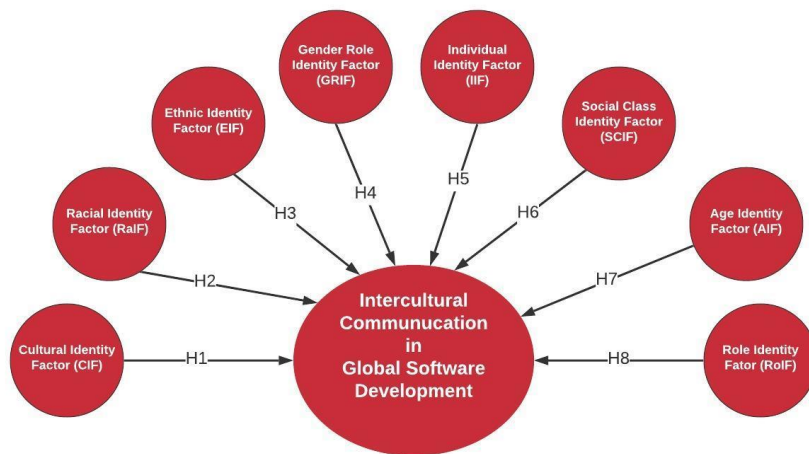 Gender Role
Identity Factor
(GRIF)
Individual
Identity Factor
(IIF)
Ethnic Identity
Factor (EIF)
Social Class
Identity Factor
(SCIF)
Racial Identity
Factor (RaIF)
Age Identity
Factor (AIF)
Cultural Identity
Factor (CIF)
Role Identity
Fator (RoIF)
H1
H2
H3
H4
H5
H6
H7
H8
Intercultural
Communucation
in
Global Software
Development